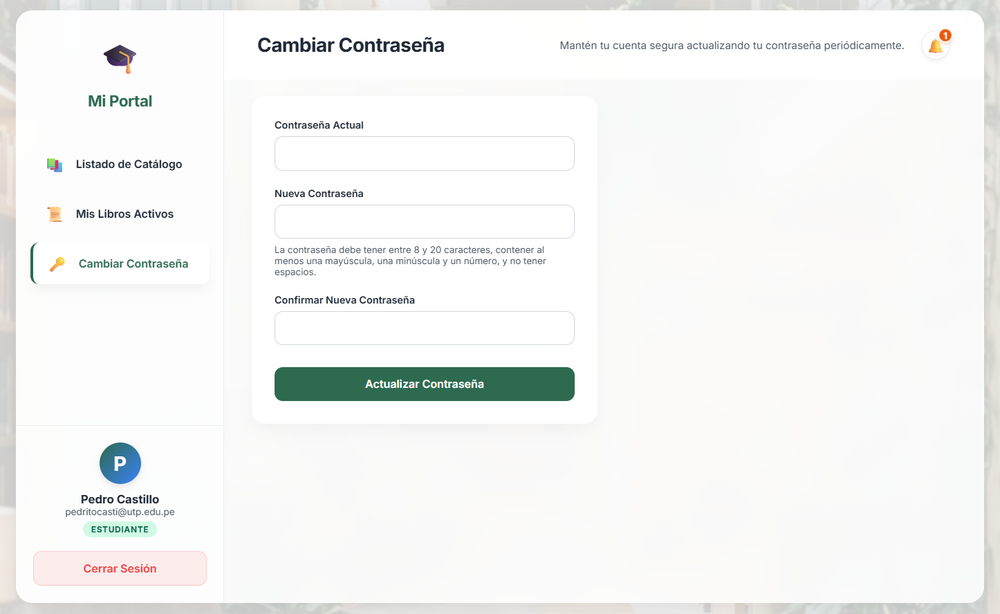 Mi Portal
Listado de Catálogo
Mis Libros Activos
Cambiar Contraseña
Pedro Castillo
pedritocasti@utp.edu.pe
ESTUDIANTE
Cerrar Sesión
Cambiar Contraseña
Mantén tu cuenta segura actualizando tu contraseña periódicamente.
1
Contraseña Actual
Nueva Contraseña
La contraseña debe tener entre 8 y 20 caracteres, contener al
menos una mayúscula, una minúscula y un número, y no tener
espacios.
Confirmar Nueva Contraseña
Actualizar Contraseña
P